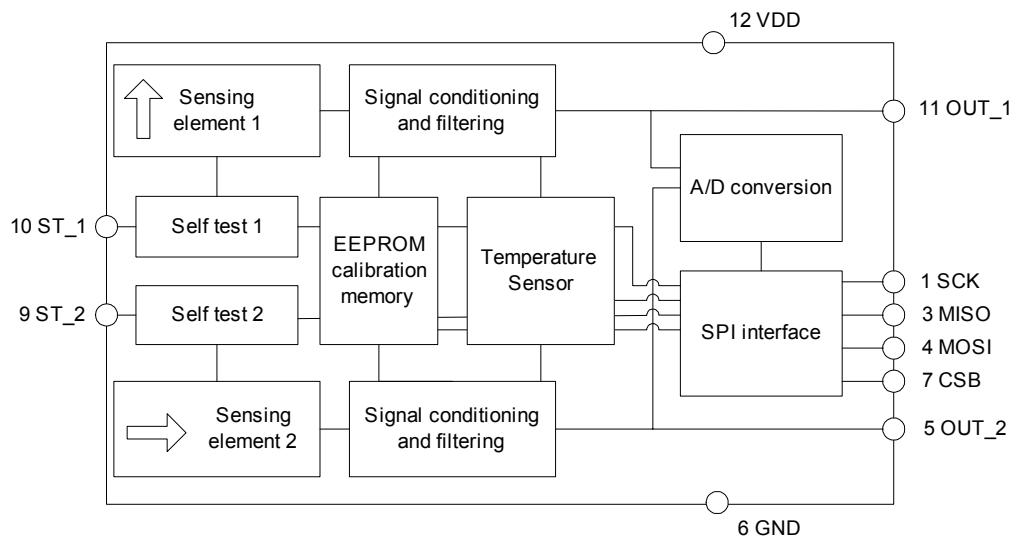 12 VDD
Sensing
element 1
Signal conditioning
and filtering
11 OUT_1
A/D conversion
10 ST_1
Self test 1
EEPROM
calibration
memory
Temperature
Sensor
9 ST_2
Self test 2
SPI interface
1 SCK
3 MISO
4 MOSI
7 CSB
Sensing
element 2
Signal conditioning
and filtering
5 OUT_2
6 GND